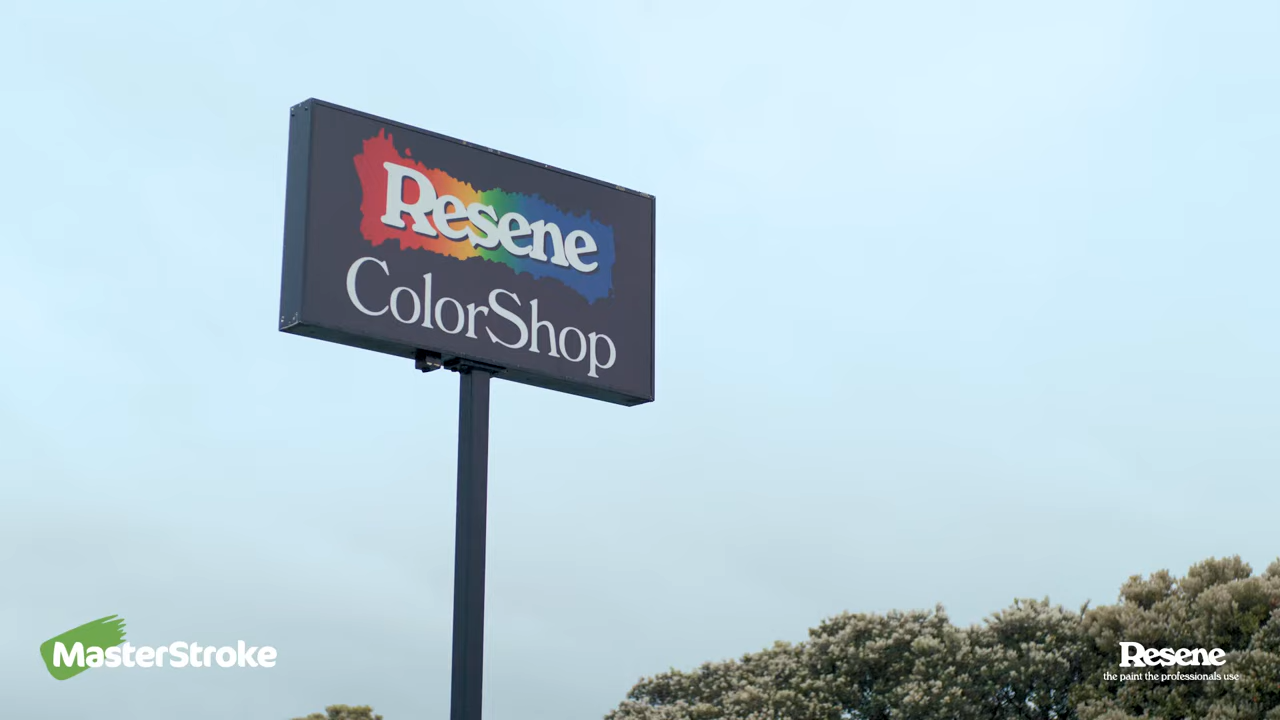 Resene
ColorShop
MasterStroke
Resene
the paint the professionals use